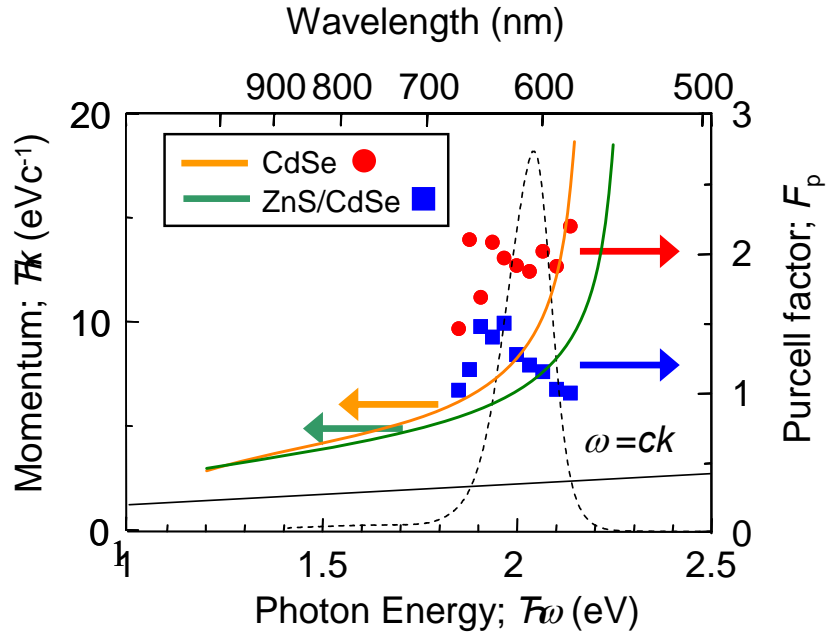 Wavelength (nm)
900 800 700 600 500
20
10
0
Momentum; ħk (eVc-1)
CdSe
ZnS/CdSe
3
2
1
0
Purcell factor; Fp
ω=ck
1 1.5 2 2.5
Photon Energy; ħω (eV)